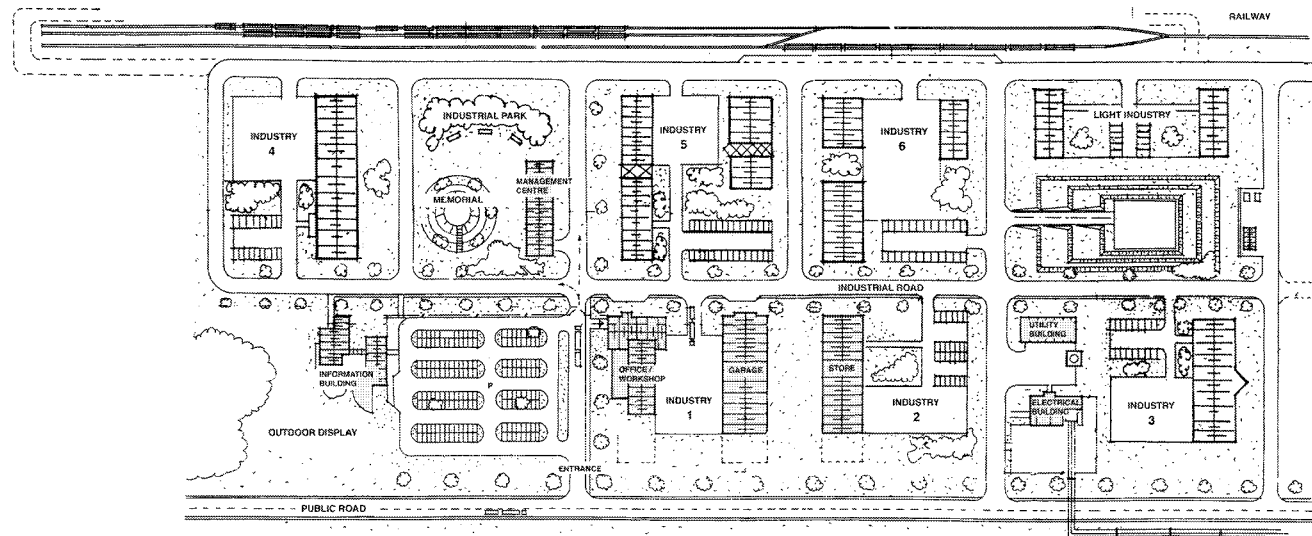 RAILWAY
INDUSTRY
4
INDUSTRIAL PARK
MANAGEMENT
CENTRE
MEMORIAL
INDUSTRY
5
INDUSTRY
6
LIGHT INDUSTRY
INDUSTRIAL ROAD
INFORMATION
BUILDING
P
OUTDOOR DISPLAY
OFFICE/
WORKSHOP
INDUSTRY
1
GARAGE
STORE
INDUSTRY
2
UTILITY
BUILDING
ELECTRICAL
BUILDING
INDUSTRY
3
ENTRANCE
PUBLIC ROAD